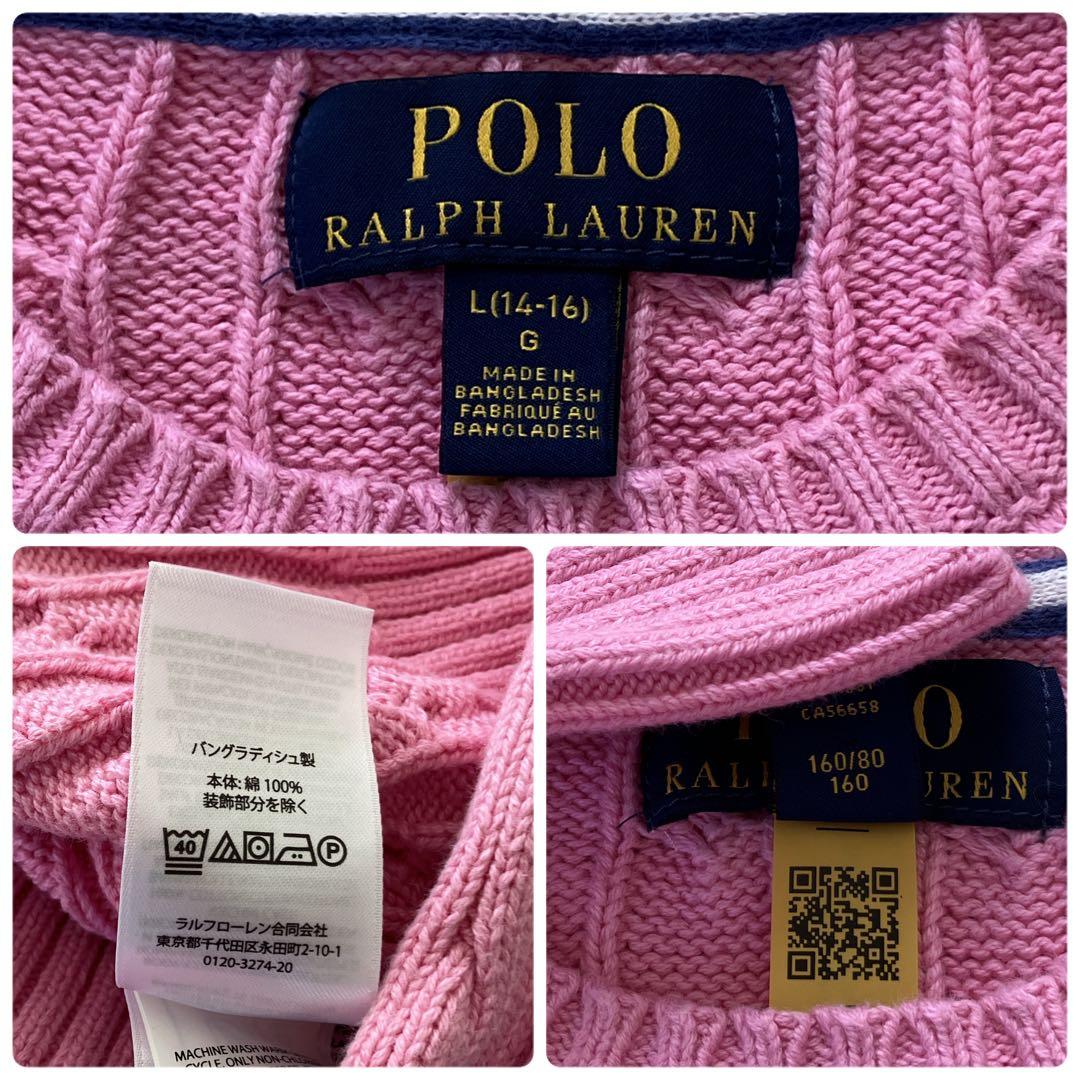 POLO
RALPH LAUREN
L(14-16)
G
MADE IN
BANGLADESH
FABRIQUÉ AU
BANGLADESH
バングラディシュ製
本体: 綿 100%
装飾部分を除く
40
P
ラルフローレン合同会社
東京都千代田区永田町2-10-1
0120-3274-20
MACHINE WASH
CYCLE. ONLY
CA56658
160/80
160
O
RAL
UREN